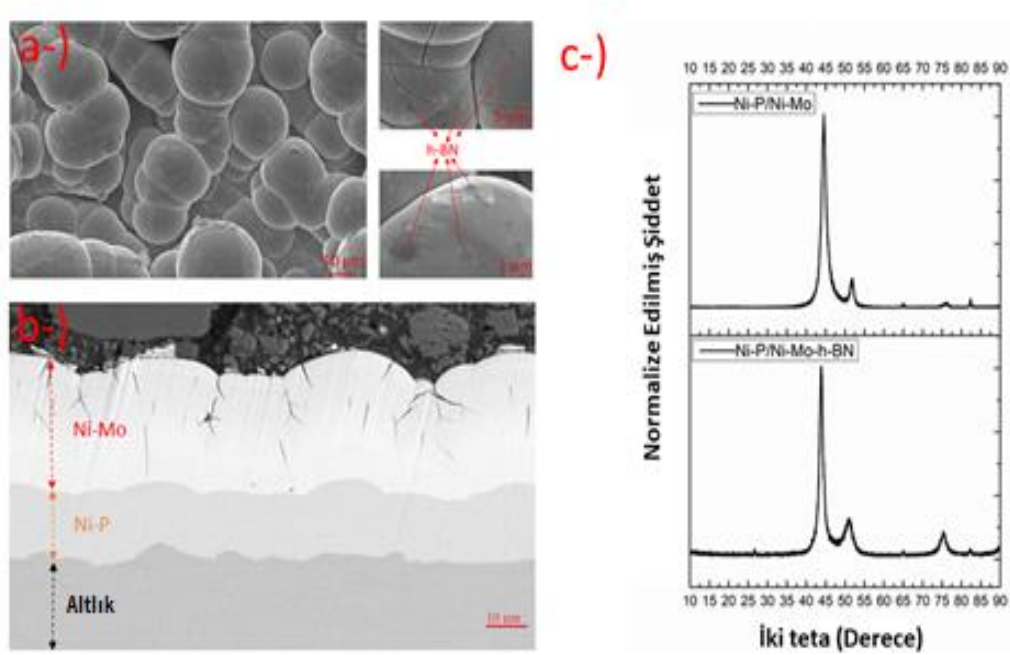 a-)
h-BN
b-)
Ni-Mo
Ni-P
Altlık
c-)
10 15 20 25 30 35 40 45 50 55 60 65 70 75 80 85 90
Ni-P/Ni-Mo
Normalize Edilmiş Şiddet
Ni-P/Ni-Mo-h-BN
10 15 20 25 30 35 40 45 51 55 60 65 70 75 80 85 90
İki teta (Derece)